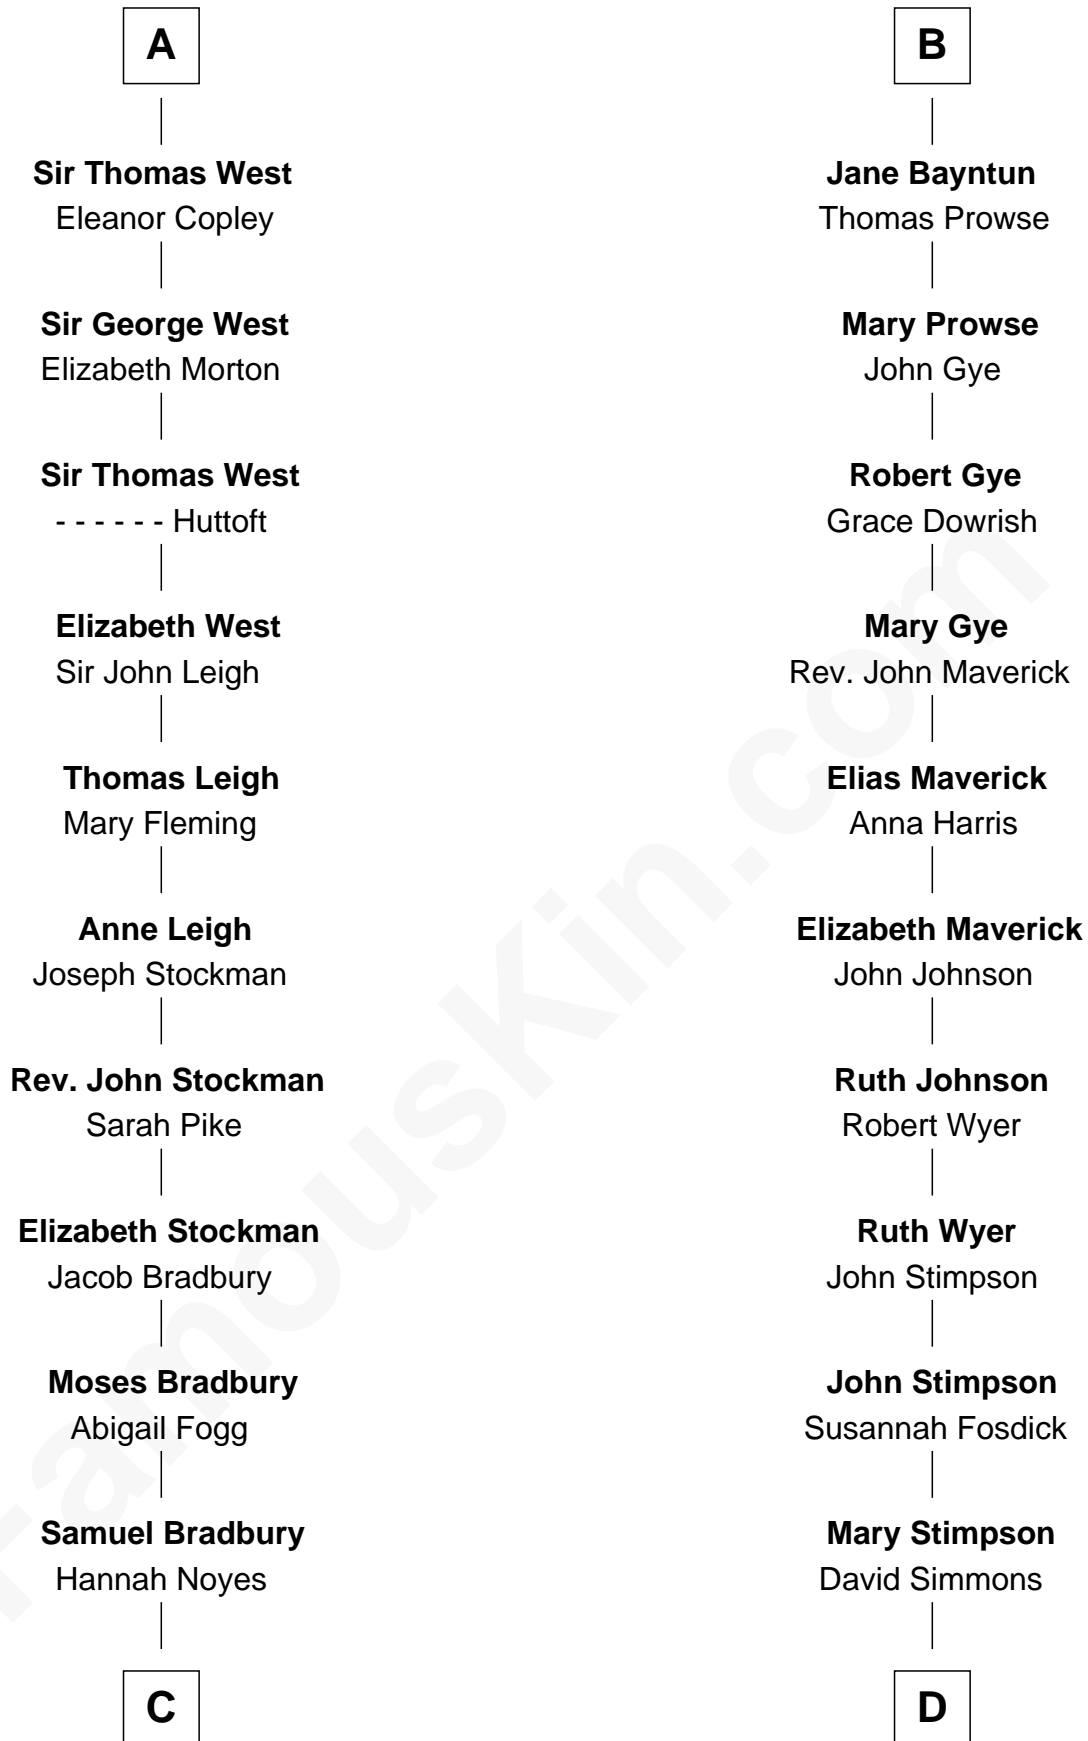 A
Sir Thomas West
Eleanor Copley
Sir George West
Elizabeth Morton
Sir Thomas West
- - - - - - Huttoft
Elizabeth West
Sir John Leigh
Thomas Leigh
Mary Fleming
Anne Leigh
Joseph Stockman
Rev. John Stockman
Sarah Pike
Elizabeth Stockman
Jacob Bradbury
Moses Bradbury
Abigail Fogg
Samuel Bradbury
Hannah Noyes
C
B
Jane Bayntun
Thomas Prowse
Mary Prowse
John Gye
Robert Gye
Grace Dowrish
Mary Gye
Rev. John Maverick
Elias Maverick
Anna Harris
Elizabeth Maverick
John Johnson
Ruth Johnson
Robert Wyer
Ruth Wyer
John Stimpson
John Stimpson
Susannah Fosdick
Mary Stimpson
David Simmons
D
FamousKin.com